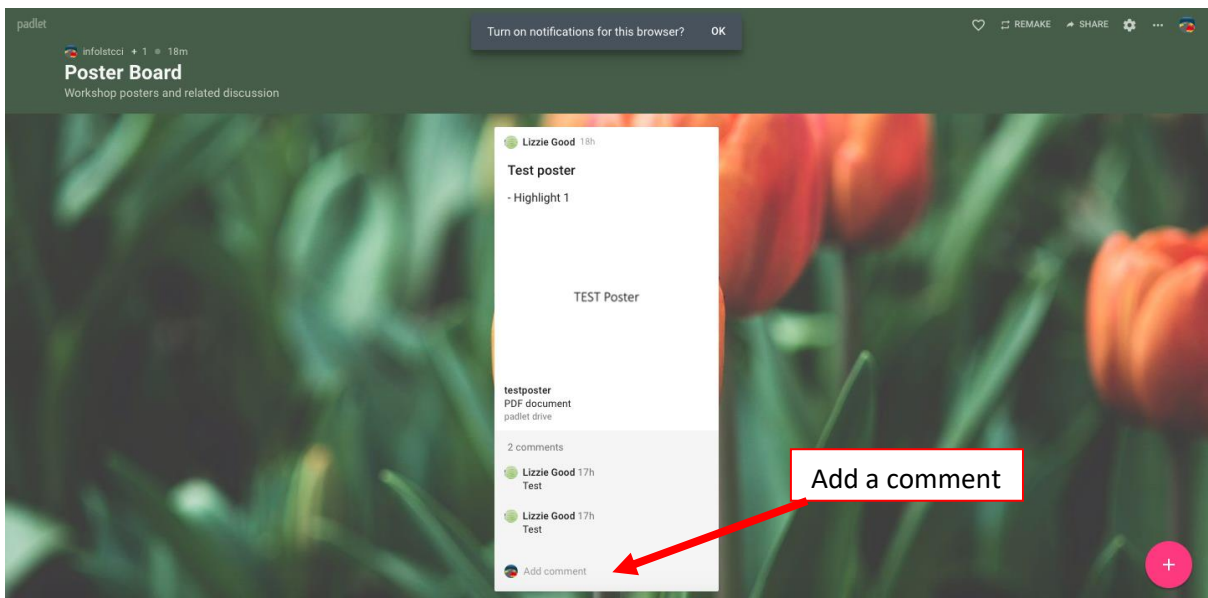 padlet
Turn on notifications for this browser? OK
REMAKE SHARE ...
infolstcci + 1 18m
Poster Board
Workshop posters and related discussion
Lizzie Good 18h
Test poster
- Highlight 1
TEST Poster
testposter
PDF document
padlet drive
2 comments
Lizzie Good 17h
Test
Lizzie Good 17h
Test
Add comment
Add a comment